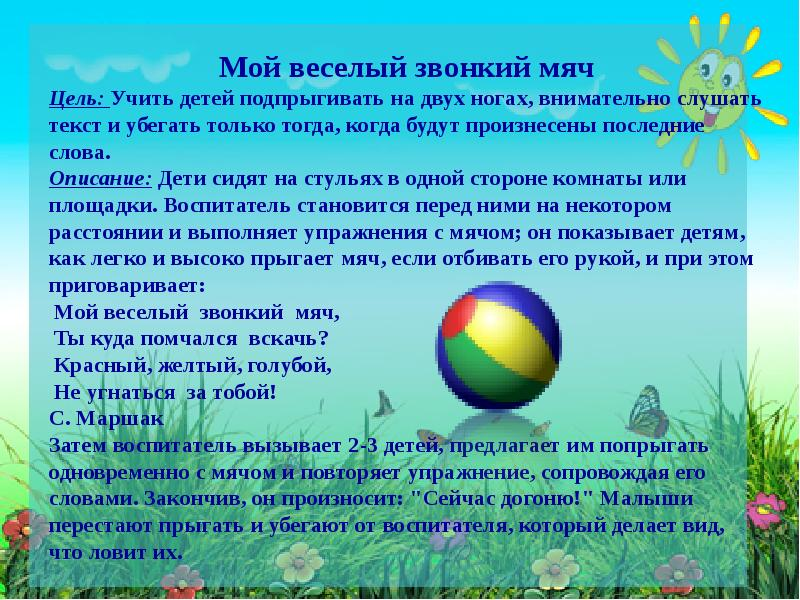 Мой веселый звонкий мяч
Цель: Учить детей подпрыгивать на двух ногах, внимательно слушать
текст и убегать только тогда, когда будут произнесены последние
слова.
Описание: Дети сидят на стульях в одной стороне комнаты или
площадки. Воспитатель становится перед ними на некотором
расстоянии и выполняет упражнения с мячом; он показывает детям,
как легко и высоко прыгает мяч, если отбивать его рукой, и при этом
приговаривает:
Мой веселый звонкий мяч,
Ты куда помчался вскачь?
Красный, желтый, голубой,
Не угнаться за тобой!
С. Маршак
Затем воспитатель вызывает 2-3 детей, предлагает им попрыгать
одновременно с мячом и повторяет упражнение, сопровождая его
словами. Закончив, он произносит: "Сейчас догоню!" Малыши
перестают прыгать и убегают от воспитателя, который делает вид,
что ловит их.